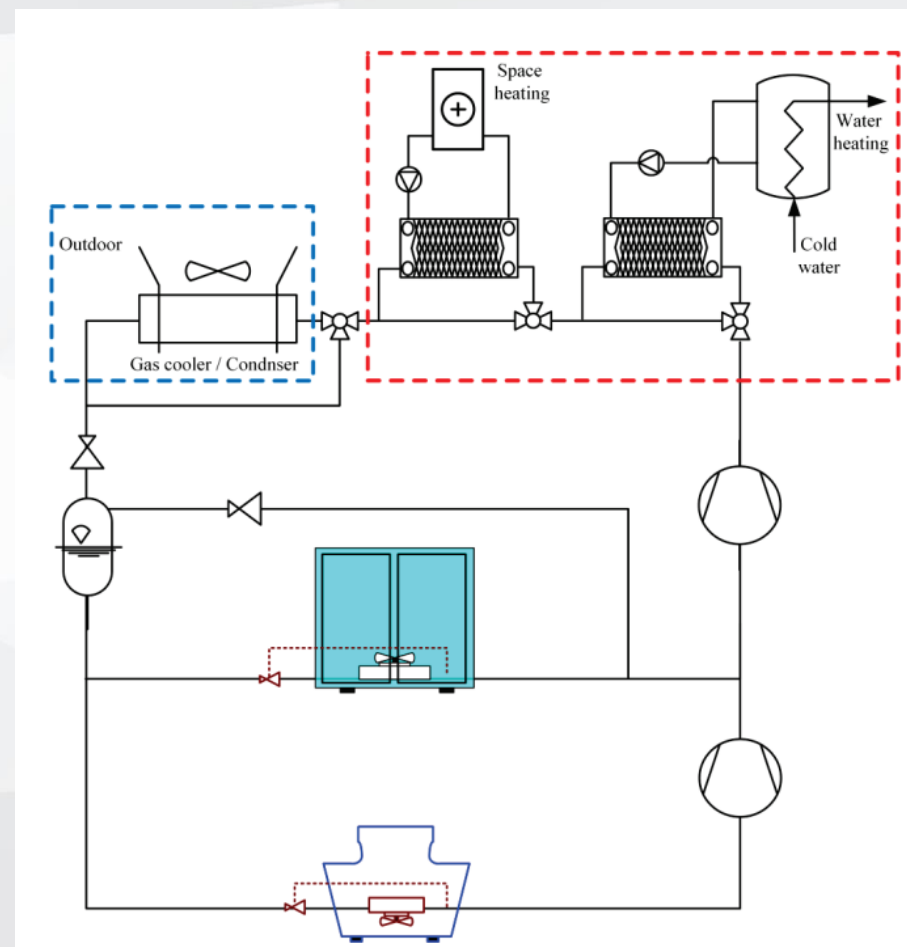 Space
heating
Water
heating
Outdoor
Cold
water
Gas cooler / Condnser